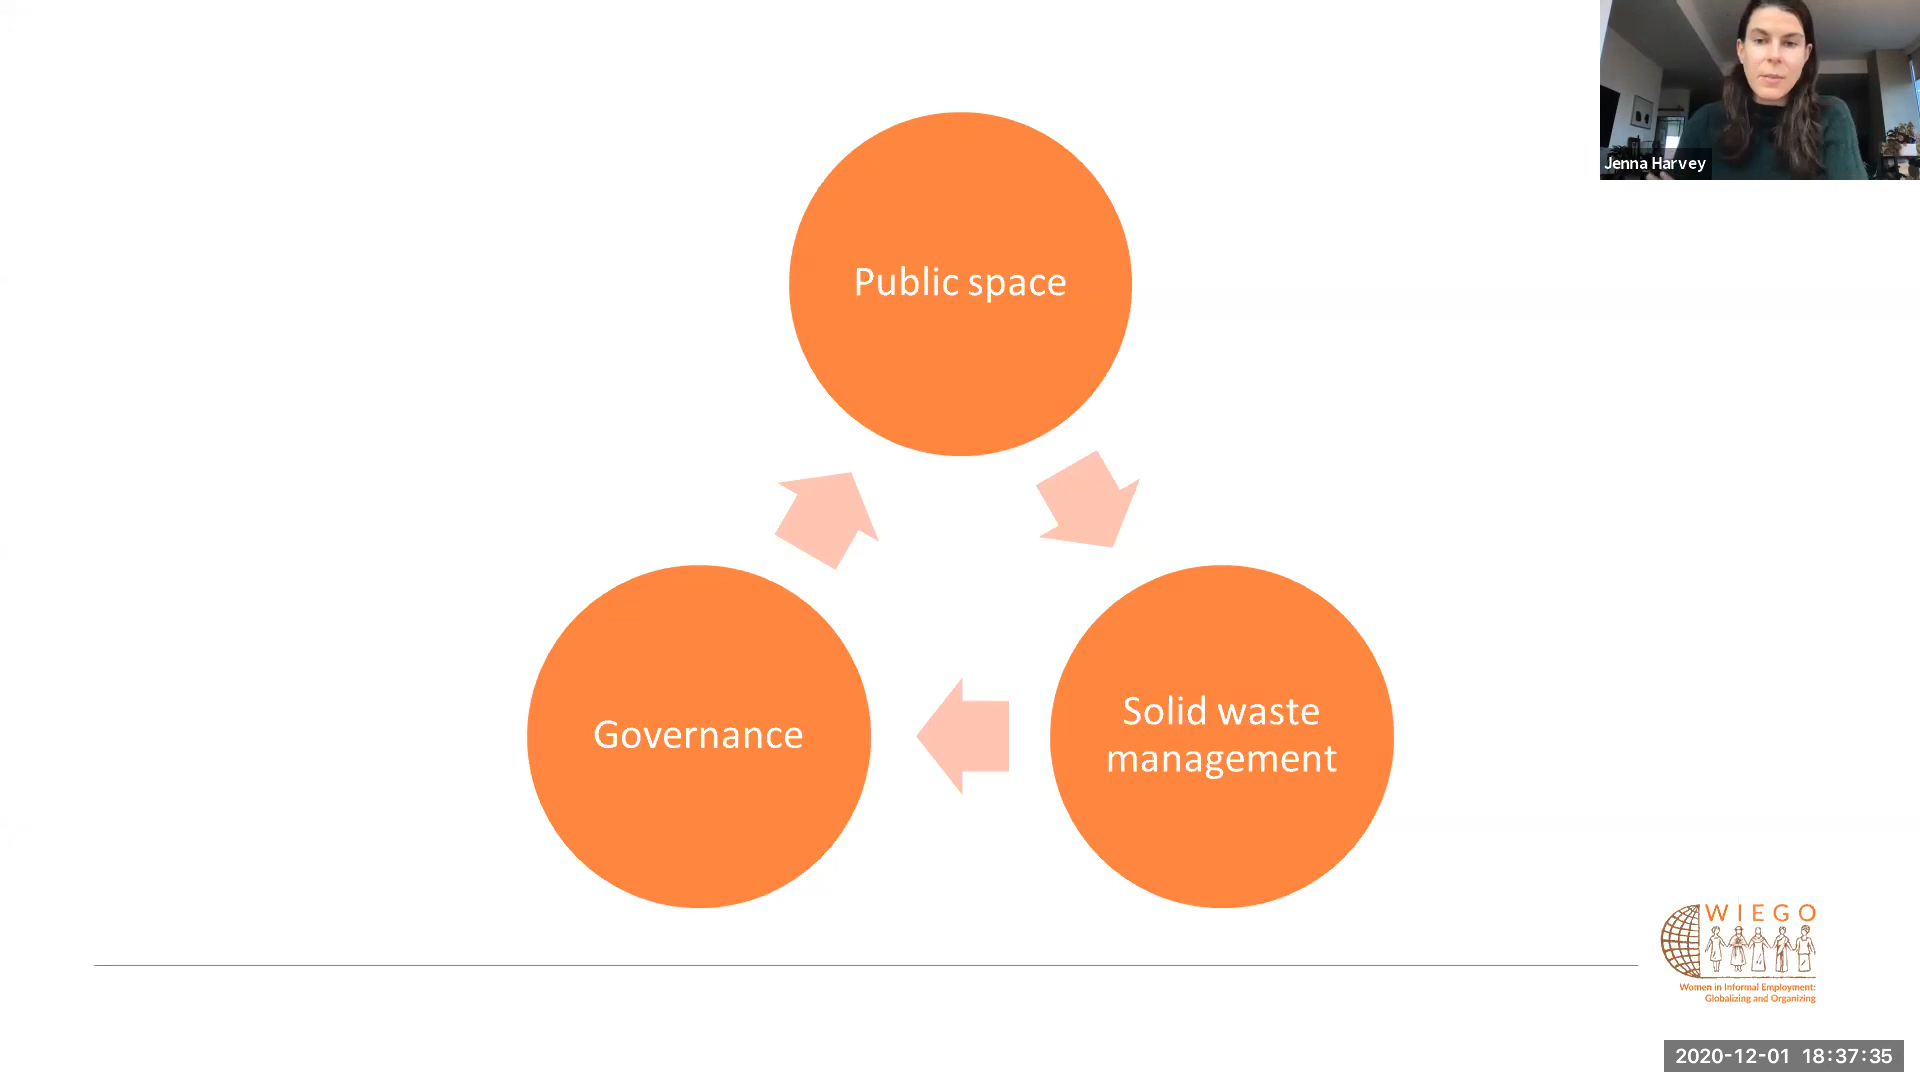 Jenna Harvey
Public space
Governance
Solid waste
management
WIEGO
Women in Informal Employment:
Globalizing and Organizing
2020-12-01 18:37:35